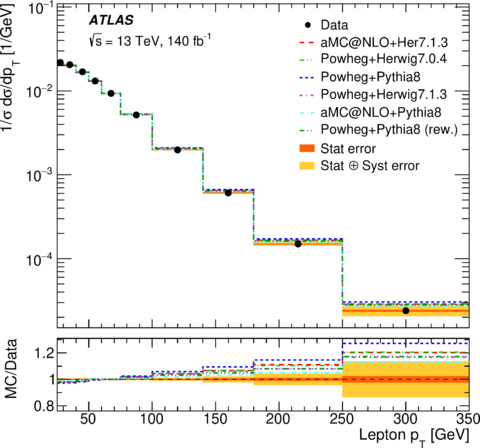 ATLAS
√s = 13 TeV, 140 fb⁻¹
Data
aMC@NLO+Her7.1.3
Powheg+Herwig7.0.4
Powheg+Pythia8
Powheg+Herwig7.1.3
aMC@NLO+Pythia8
Powheg+Pythia8 (rew.)
Stat error
Stat ⊕ Syst error
1/σ dσ/dp_T [1/GeV]
10⁻¹
10⁻²
10⁻³
10⁻⁴
MC/Data
1.2
1
0.8
50 100 150 200 250 300 350
Lepton p_T [GeV]